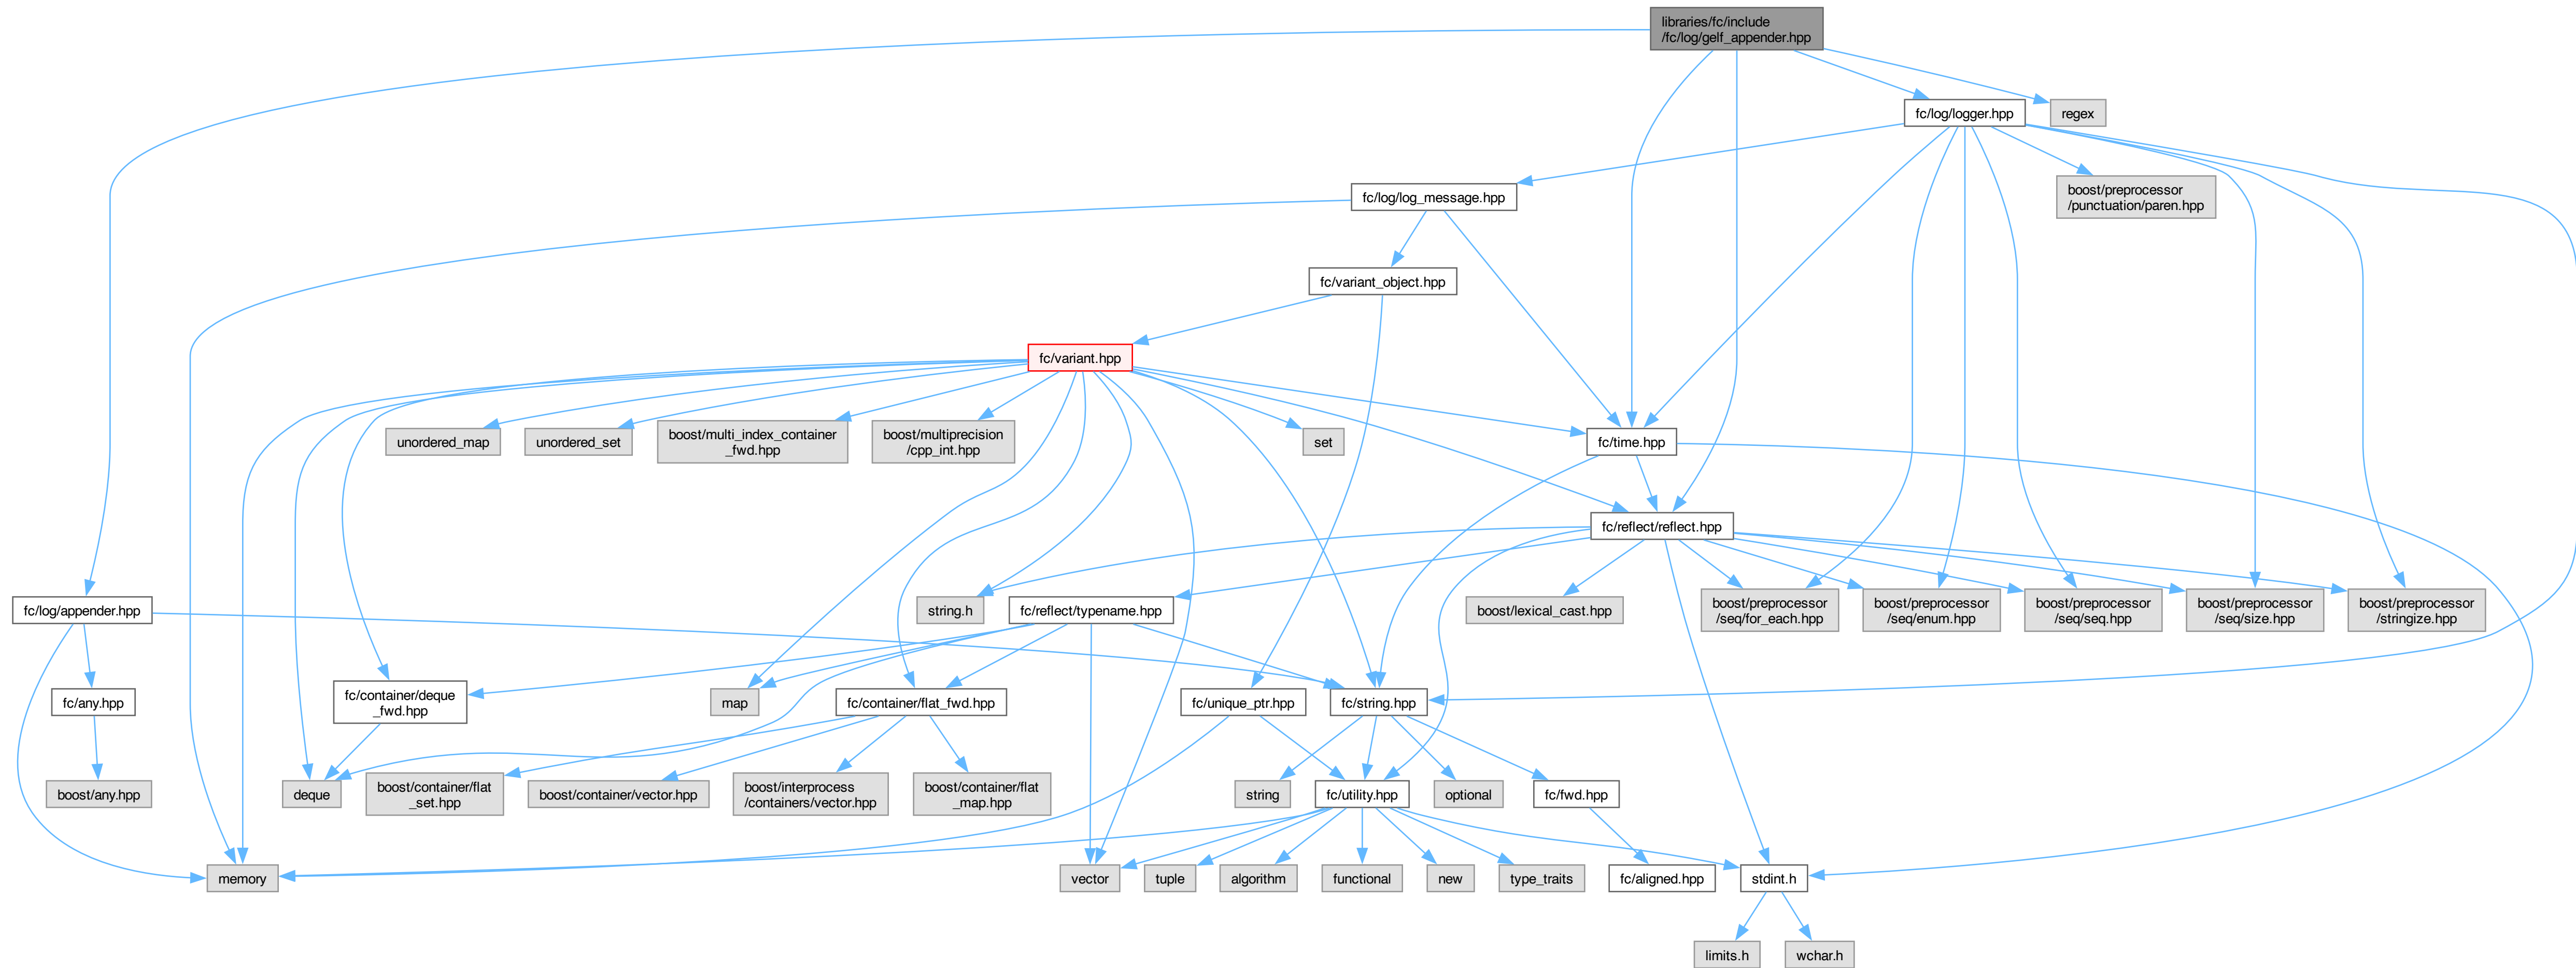 libraries/fc/include
/fc/log/gelf_appender.hpp
fc/log/logger.hpp
regex
fc/log/log_message.hpp
boost/preprocessor
/punctuation/paren.hpp
fc/variant_object.hpp
fc/variant.hpp
unordered_map
unordered_set
boost/multi_index_container
_fwd.hpp
boost/multiprecision
/cpp_int.hpp
set
fc/time.hpp
fc/reflect/reflect.hpp
fc/log/appender.hpp
string.h
fc/reflect/typename.hpp
boost/lexical_cast.hpp
boost/preprocessor
/seq/for_each.hpp
boost/preprocessor
/seq/enum.hpp
boost/preprocessor
/seq/seq.hpp
boost/preprocessor
/seq/size.hpp
boost/preprocessor
/stringize.hpp
fc/any.hpp
fc/container/deque
_fwd.hpp
map
fc/container/flat_fwd.hpp
fc/unique_ptr.hpp
fc/string.hpp
boost/any.hpp
deque
boost/container/flat
_set.hpp
boost/container/vector.hpp
boost/interprocess
/containers/vector.hpp
boost/container/flat
_map.hpp
string
fc/utility.hpp
optional
fc/fwd.hpp
memory
vector
tuple
algorithm
functional
new
type_traits
fc/aligned.hpp
stdint.h
limits.h
wchar.h